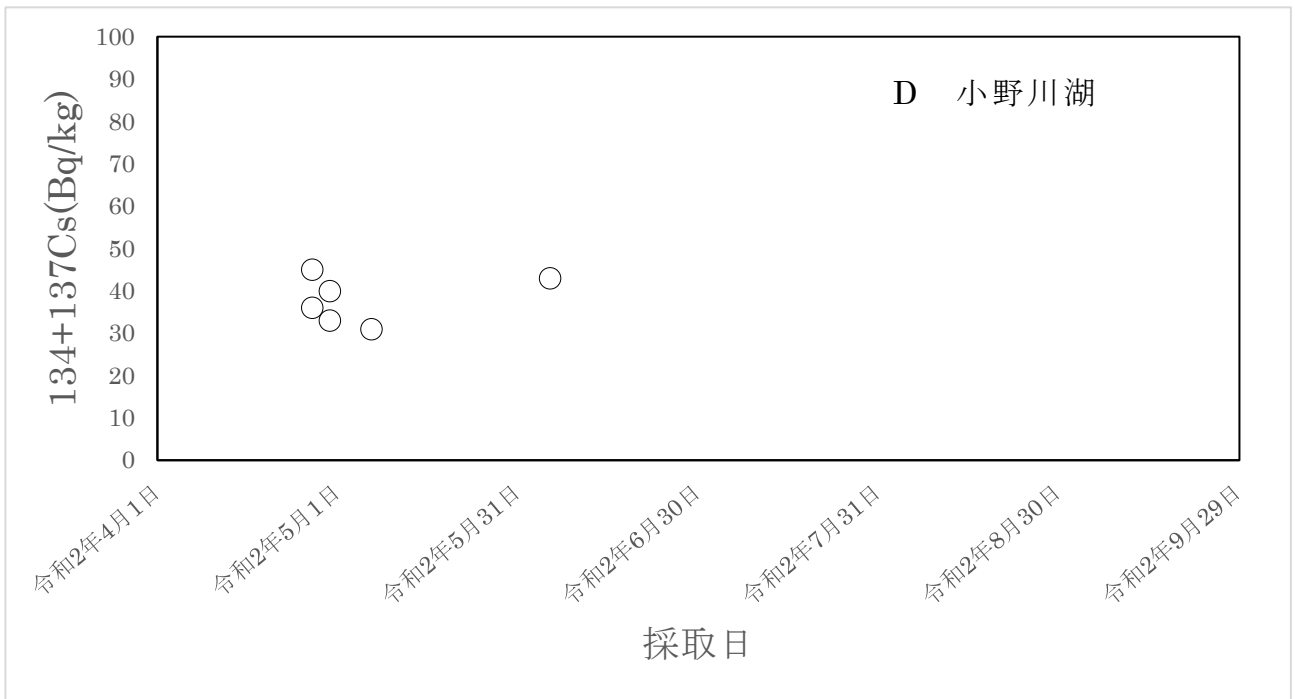 100
90
80
70
60
50
40
30
20
10
0
134+137Cs(Bq/kg)
D 小野川湖
令和2年4月1日
令和2年5月1日
令和2年5月31日
令和2年6月30日
令和2年7月31日
令和2年8月30日
令和2年9月29日
採取日